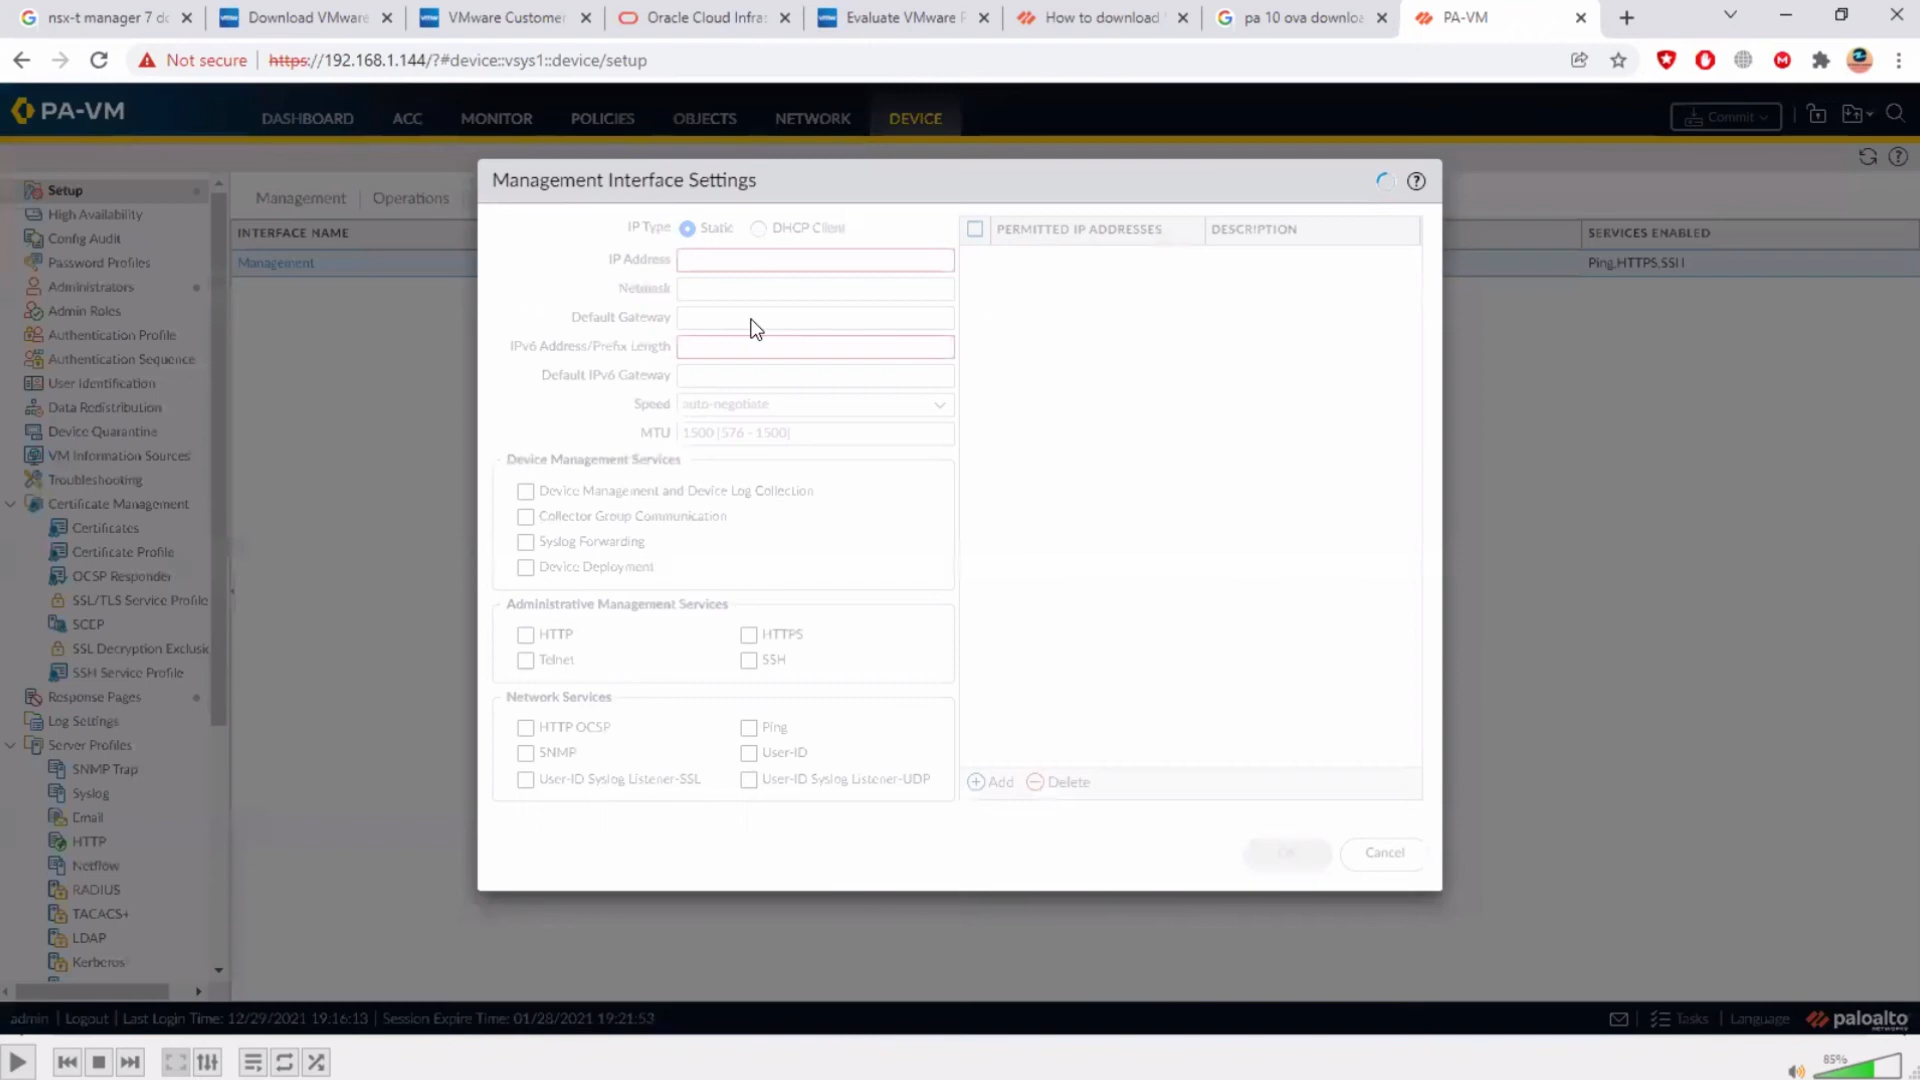 nsx-t manager 7 do
Download VMware
VMware Customer
Oracle Cloud Infra
Evaluate VMware
How to download
pa 10 ova downlo
PA-VM
Not secure
https://192.168.1.144/?#device::vsys1::device/setup
PA-VM
DASHBOARD
ACC
MONITOR
POLICIES
OBJECTS
NETWORK
DEVICE
Commit
Setup
High Availability
Config Audit
Password Profiles
Administrators
Admin Roles
Authentication Profile
Authentication Sequence
User Identification
Data Redistribution
Device Quarantine
VM Information Sources
Troubleshooting
Certificate Management
Certificates
Certificate Profile
OCSP Responder
SSL/TLS Service Profile
SCEP
SSL Decryption Exclusic
SSH Service Profile
Response Pages
Log Settings
Server Profiles
SNMP Trap
Syslog
Email
HTTP
Netflow
RADIUS
TACACS+
LDAP
Kerberos
Management | Operations
INTERFACE NAME
Management
SERVICES ENABLED
Ping,HTTPS,SSH
Management Interface Settings
IP Type Static DHCP Client
IP Address
Netmask
Default Gateway
IPv6 Address/Prefix Length
Default IPv6 Gateway
Speed auto-negotiate
MTU 1500 [576 - 1500]
Device Management Services
Device Management and Device Log Collection
Collector Group Communication
Syslog Forwarding
Device Deployment
Administrative Management Services
HTTP HTTPS
Telnet SSH
Network Services
HTTP OCSP Ping
SNMP User-ID
User-ID Syslog Listener-SSL User-ID Syslog Listener-UDP
PERMITTED IP ADDRESSES DESCRIPTION
Add Delete
Cancel
admin | Logout | Last Login Time: 12/29/2021 19:16:13 | Session Expire Time: 01/28/2021 19:21:53
Tasks | Language
paloalto
NETWORKS
85%